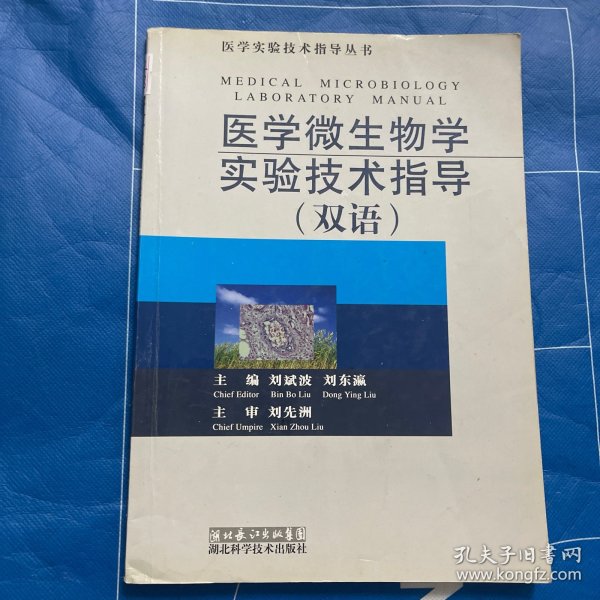 医学实验技术指导丛书
MEDICAL MICROBIOLOGY
LABORATORY MANUAL
医学微生物学
实验技术指导
（双语）
主 编 刘斌波 刘东瀛
Chief Editor Bin Bo Liu Dong Ying Liu
主 审 刘先洲
Chief Umpire Xian Zhou Liu
湖北长江出版集团
湖北科学技术出版社
孔夫子旧书网
www.kongfz.com